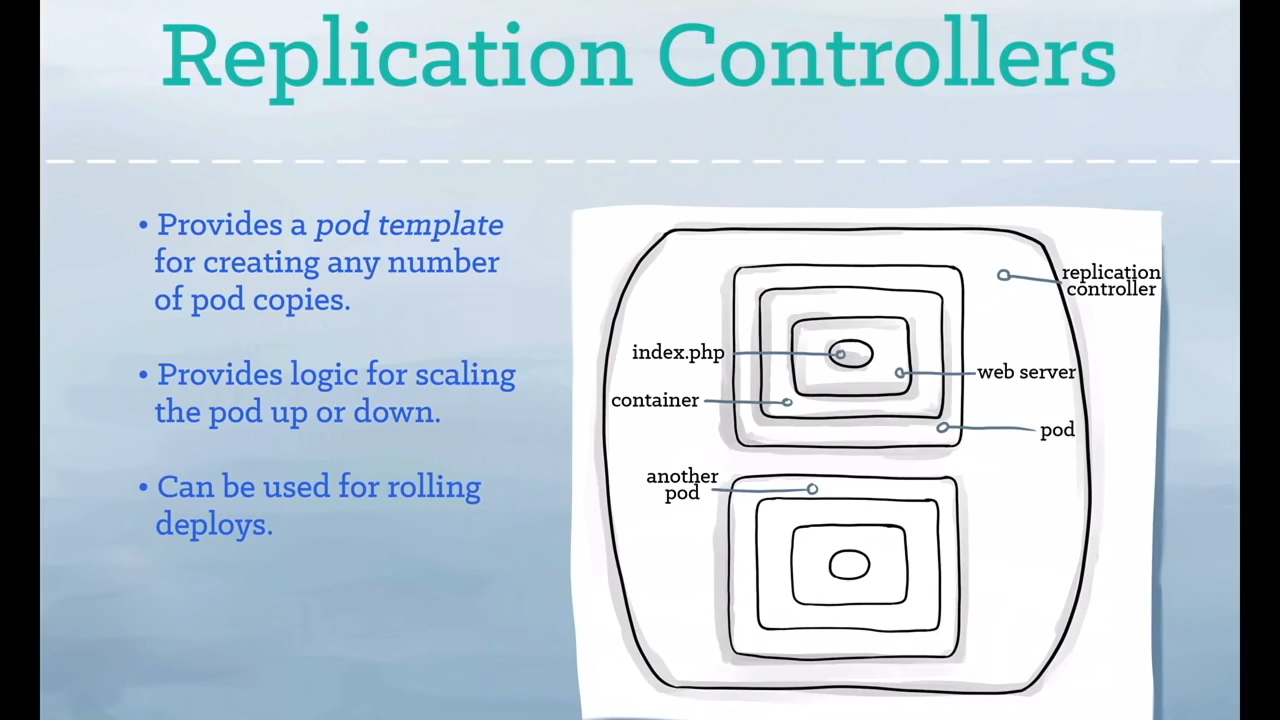 Replication Controllers
• Provides a pod template
for creating any number
of pod copies.
• Provides logic for scaling
the pod up or down.
• Can be used for rolling
deploys.
replication
controller
index.php
web server
container
pod
another
pod